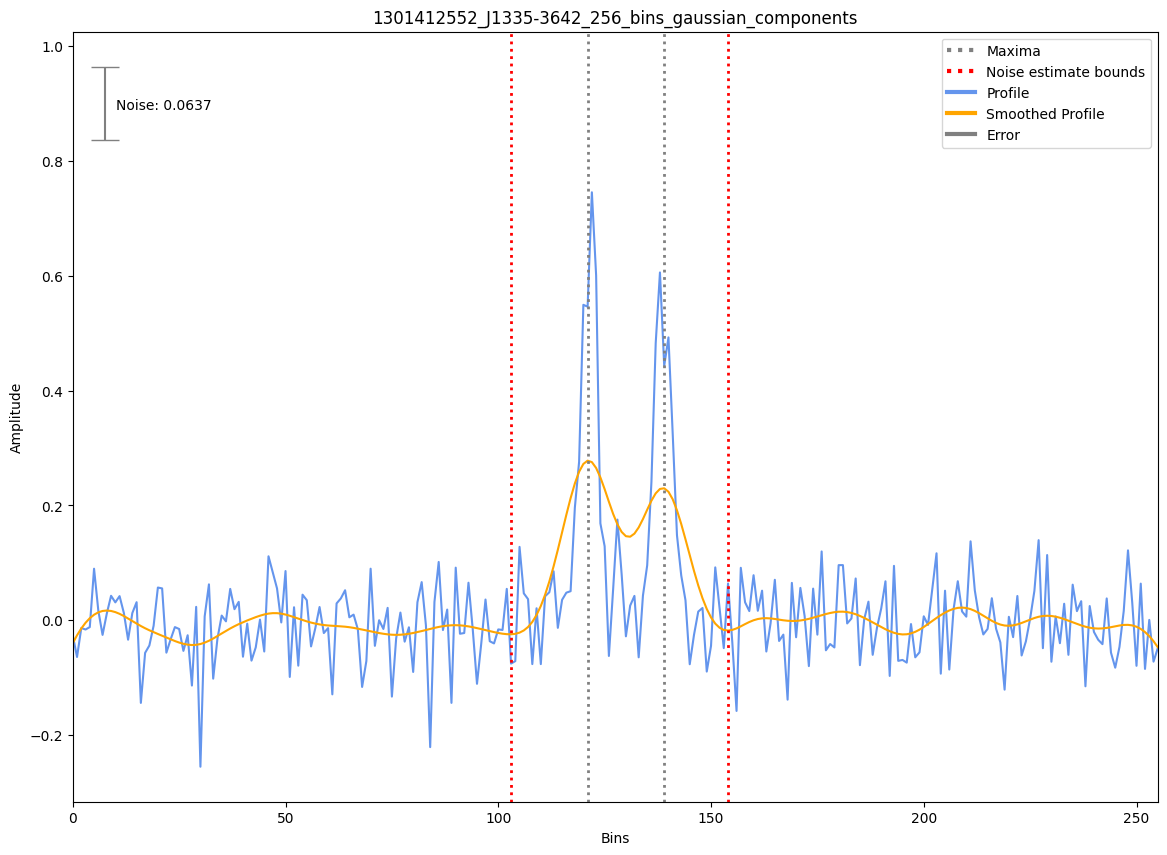 1301412552_J1335-3642_256_bins_gaussian_components
1.0
0.8
0.6
0.4
0.2
0.0
−0.2
Amplitude
Noise: 0.0637
Maxima
Noise estimate bounds
Profile
Smoothed Profile
Error
0
50
100
150
200
250
Bins